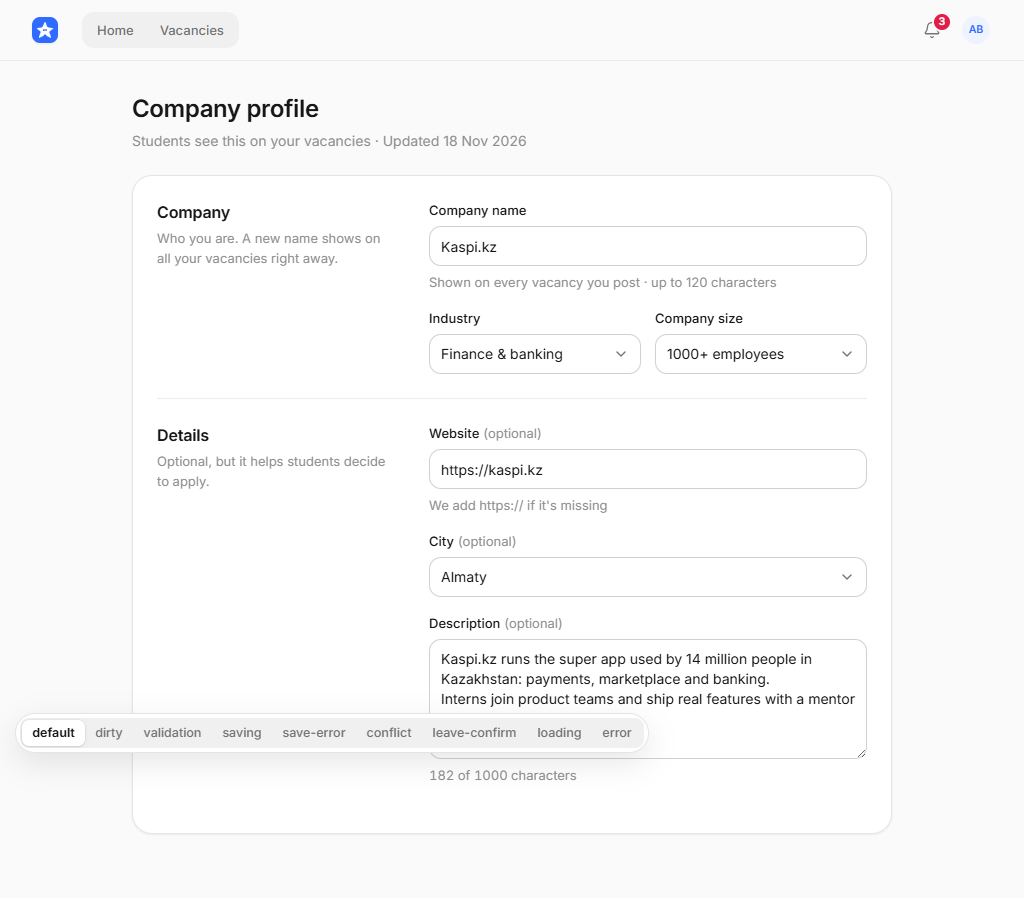 Home
Vacancies
3
AB
Company profile
Students see this on your vacancies · Updated 18 Nov 2026
Company
Who you are. A new name shows on
all your vacancies right away.
Company name
Kaspi.kz
Shown on every vacancy you post · up to 120 characters
Industry
Company size
Finance & banking
1000+ employees
Details
Optional, but it helps students decide
to apply.
Website (optional)
https://kaspi.kz
We add https:// if it's missing
City (optional)
Almaty
Description (optional)
Kaspi.kz runs the super app used by 14 million people in
Kazakhstan: payments, marketplace and banking.
Interns join product teams and ship real features with a mentor
default
dirty
validation
saving
save-error
conflict
leave-confirm
loading
error
182 of 1000 characters